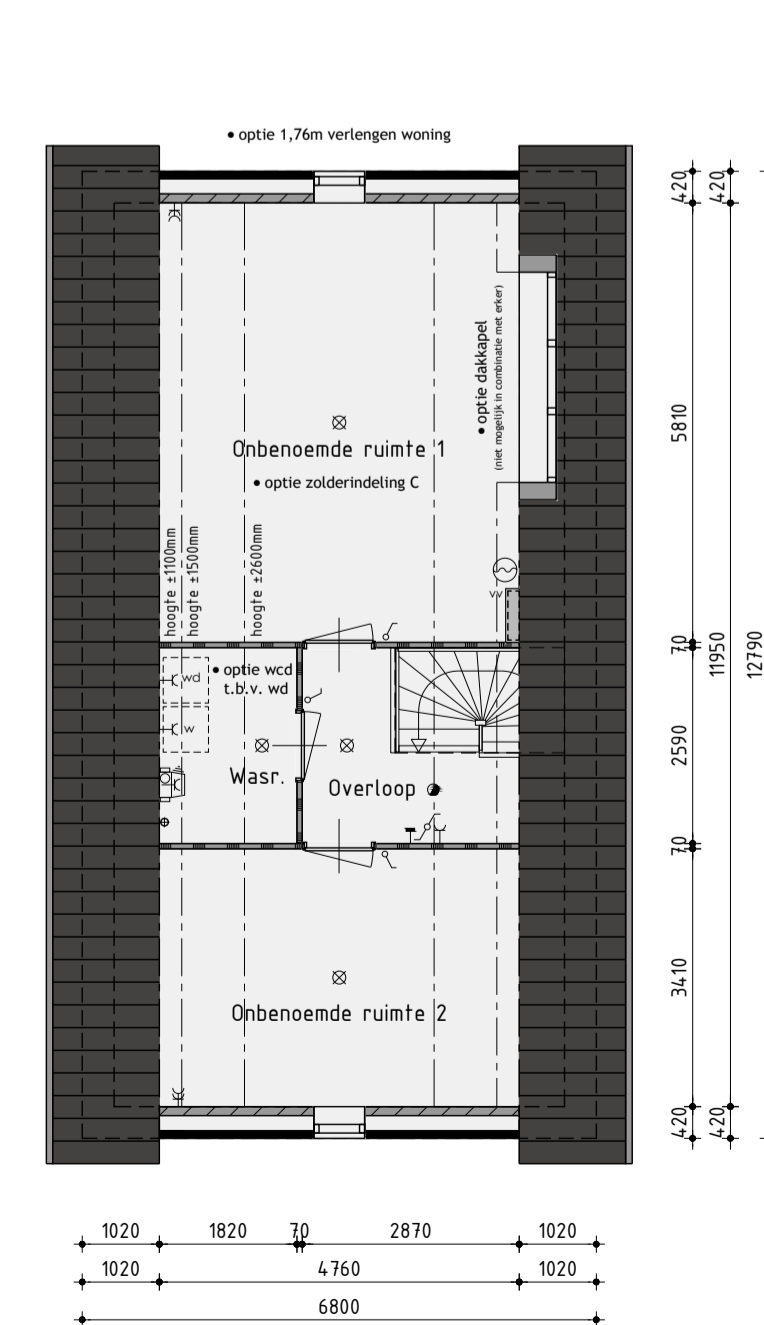 • optie 1,76m verlengen woning
420
420
• optie dakkapel
(niet mogelijk in combinatie met erker)
5810
Onbenoemde ruimte 1
• optie zolderindeling C
hoogte ±1100mm
hoogte ±1500mm
hoogte ±2600mm
vv
70
11950
12790
• optie wcd
t.b.v. wd
wd
w
2590
Wasr.
Overloop
70
3410
Onbenoemde ruimte 2
420
420
1020 1820 70 2870 1020
1020 4760 1020
6800